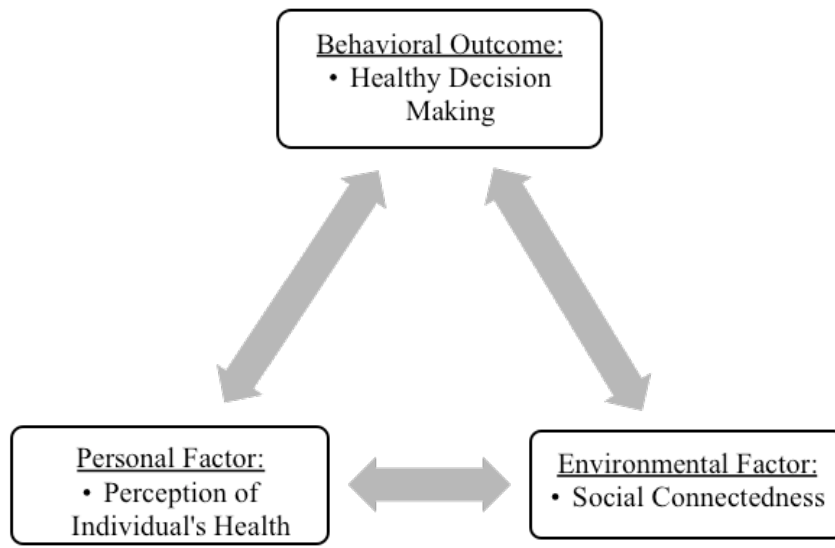 Behavioral Outcome:
• Healthy Decision
Making
Personal Factor:
• Perception of
Individual's Health
Environmental Factor:
• Social Connectedness